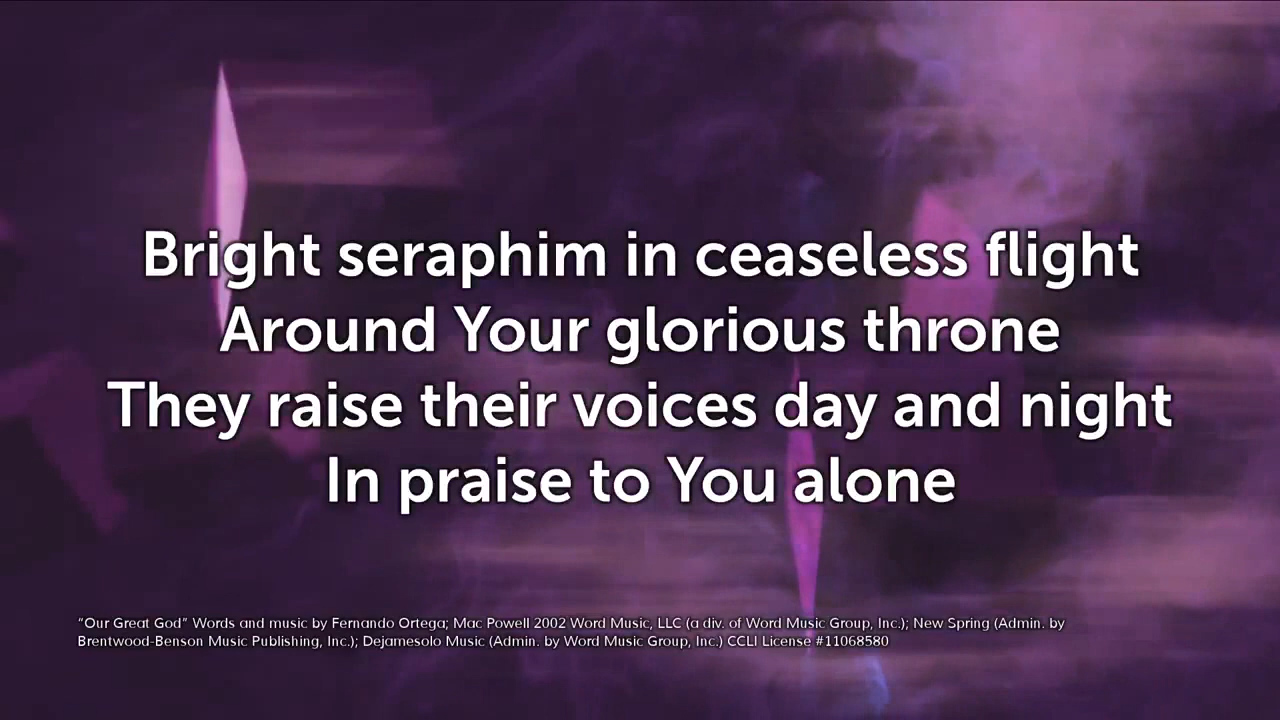 Bright seraphim in ceaseless flight
Around Your glorious throne
They raise their voices day and night
In praise to You alone
"Our Great God" Words and music by Fernando Ortega; Mac Powell 2002 Word Music, LLC (a div. of Word Music Group, Inc.); New Spring (Admin. by
Brentwood-Benson Music Publishing, Inc.); Dejamesolo Music (Admin. by Word Music Group, Inc.) CCLI License #11068580